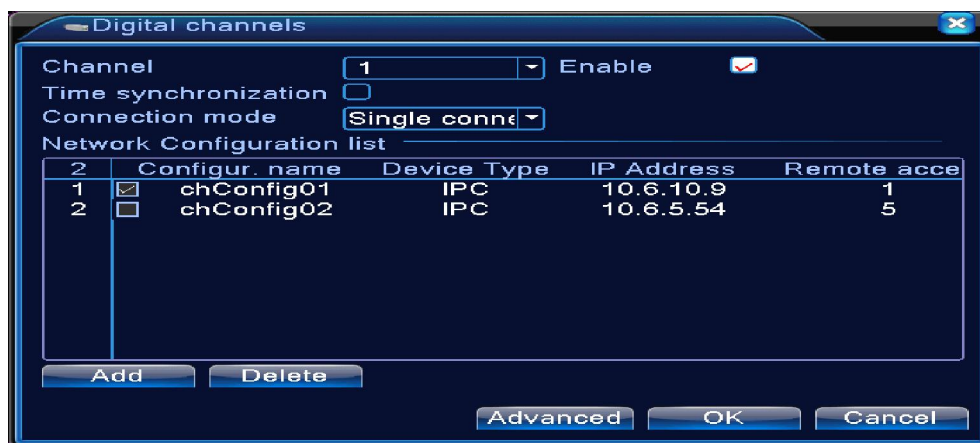 Digital channels
Channel 1 Enable
Time synchronization
Connection mode Single conne
Network Configuration list
2 Configur. name Device Type IP Address Remote acce
1 chConfig01 IPC 10.6.10.9 1
2 chConfig02 IPC 10.6.5.54 5
Add Delete
Advanced OK Cancel